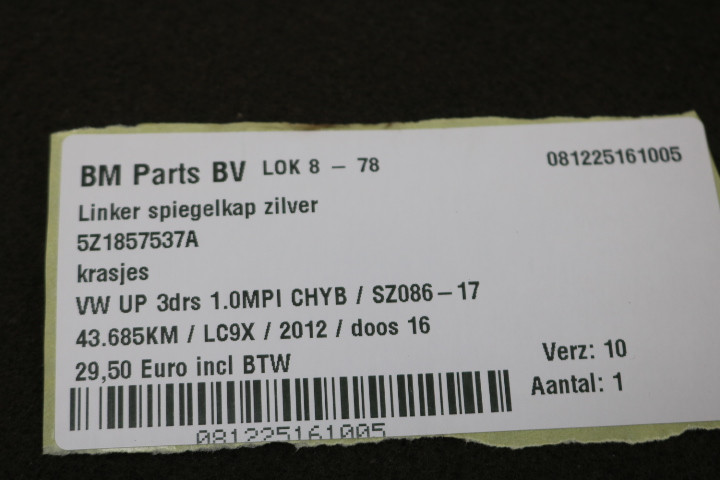 BM Parts BV LOK 8 - 78 081225161005
Linker spiegelkap zilver
5Z1857537A
krasjes
VW UP 3drs 1.0MPI CHYB / SZ086-17
43.685KM / LC9X / 2012 / doos 16
29,50 Euro incl BTW
Verz: 10
Aantal: 1
081225161005